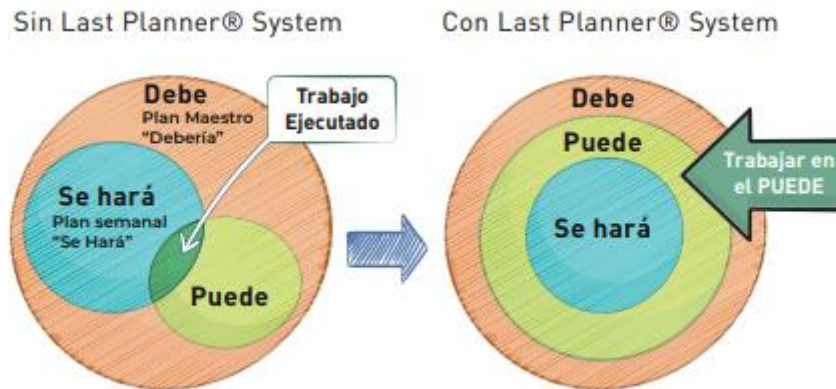 Sin Last Planner® System
Debe
Plan Maestro
"Debería"
Trabajo
Ejecutado
Se hará
Plan semanal
"Se Hará"
Puede
Con Last Planner® System
Debe
Puede
Se hará
Trabajar en
el PUEDE